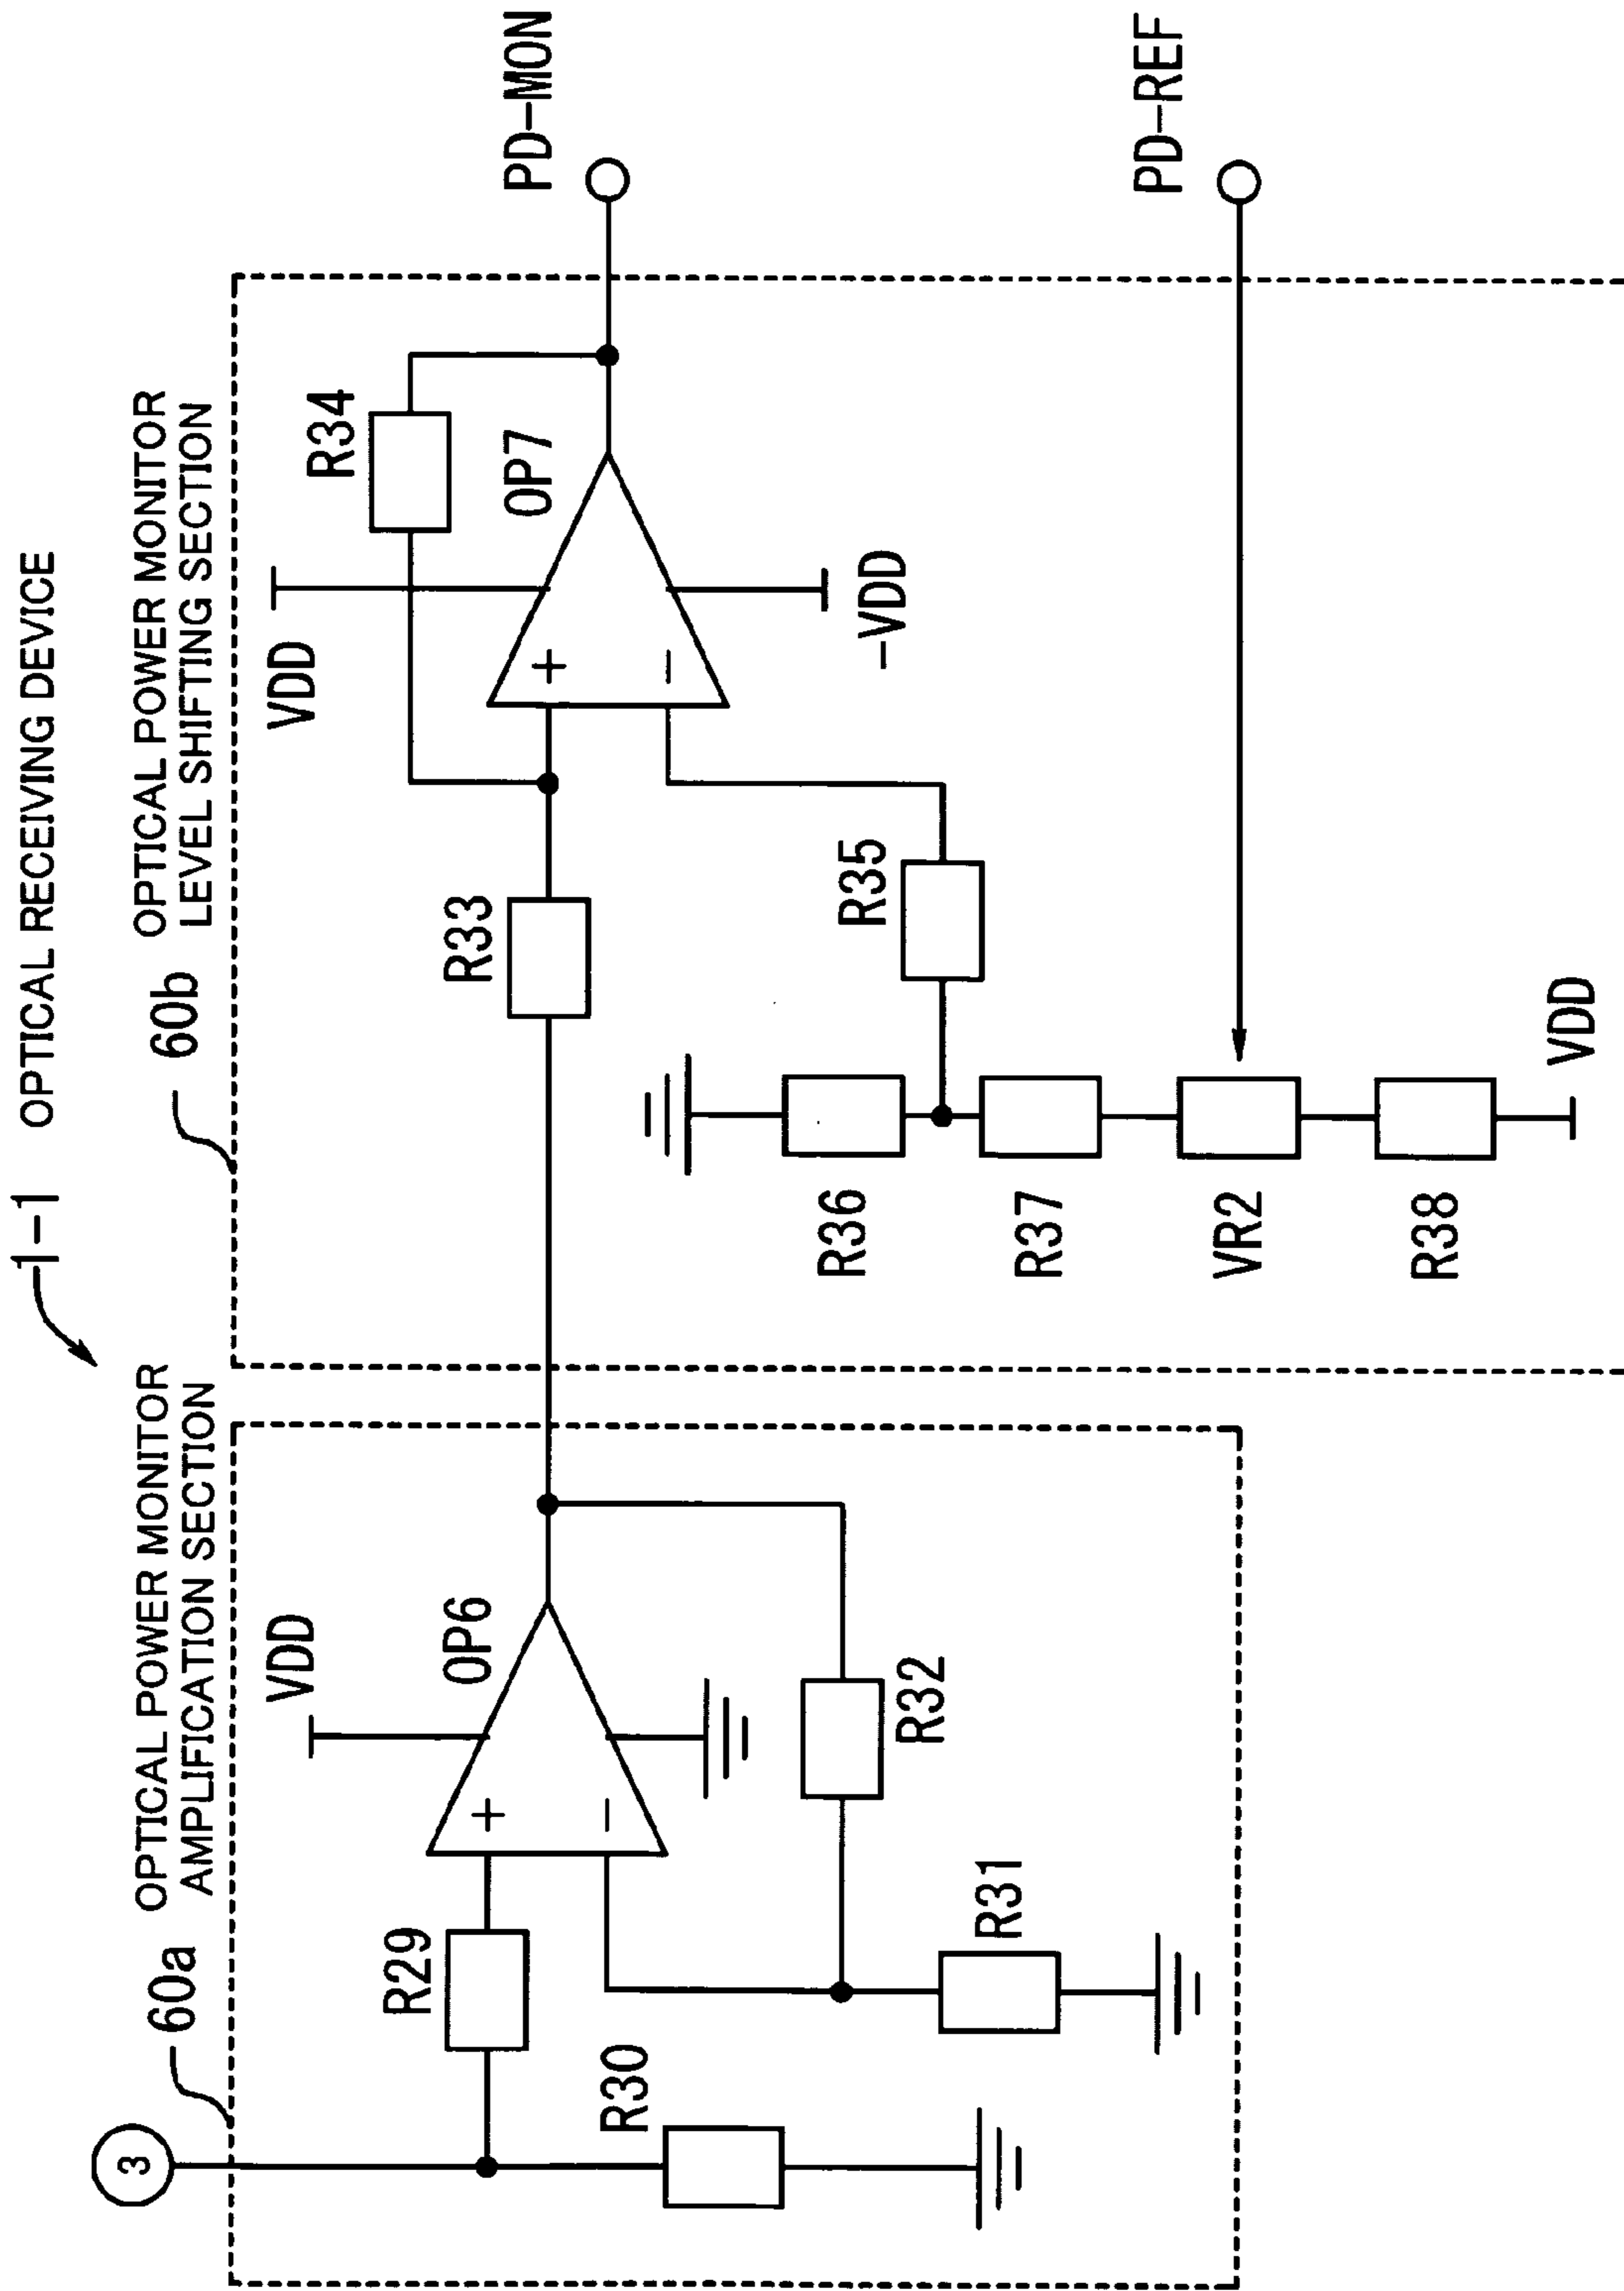 1-1 OPTICAL RECEIVING DEVICE
60a OPTICAL POWER MONITOR
AMPLIFICATION SECTION
60b OPTICAL POWER MONITOR
LEVEL SHIFTING SECTION
3
R29
R30
R31
R32
VDD
OP6
+
−
R33
R34
VDD
OP7
+
−
-VDD
R35
R36
R37
VR2
R38
VDD
PD-MON
PD-REF